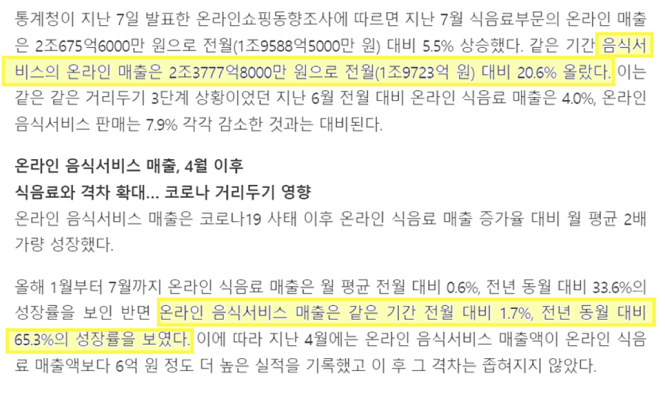 통계청이 지난 7일 발표한 온라인쇼핑동향조사에 따르면 지난 7월 식음료부문의 온라인 매출
은 2조675억6000만 원으로 전월(1조9588억5000만 원) 대비 5.5% 상승했다. 같은 기간 음식서
비스의 온라인 매출은 2조3777억8000만 원으로 전월(1조9723억 원) 대비 20.6% 올랐다. 이는
같은 같은 거리두기 3단계 상황이었던 지난 6월 전월 대비 온라인 식음료 매출은 4.0%, 온라인
음식서비스 판매는 7.9% 각각 감소한 것과는 대비된다.
온라인 음식서비스 매출, 4월 이후
식음료와 격차 확대... 코로나 거리두기 영향
온라인 음식서비스 매출은 코로나19 사태 이후 온라인 식음료 매출 증가율 대비 월 평균 2배
가량 성장했다.
올해 1월부터 7월까지 온라인 식음료 매출은 월 평균 전월 대비 0.6%, 전년 동월 대비 33.6%의
성장률을 보인 반면 온라인 음식서비스 매출은 같은 기간 전월 대비 1.7%, 전년 동월 대비
65.3%의 성장률을 보였다. 이에 따라 지난 4월에는 온라인 음식서비스 매출액이 온라인 식음
료 매출액보다 6억 원 정도 더 높은 실적을 기록했고 이 후 그 격차는 좁혀지지 않았다.